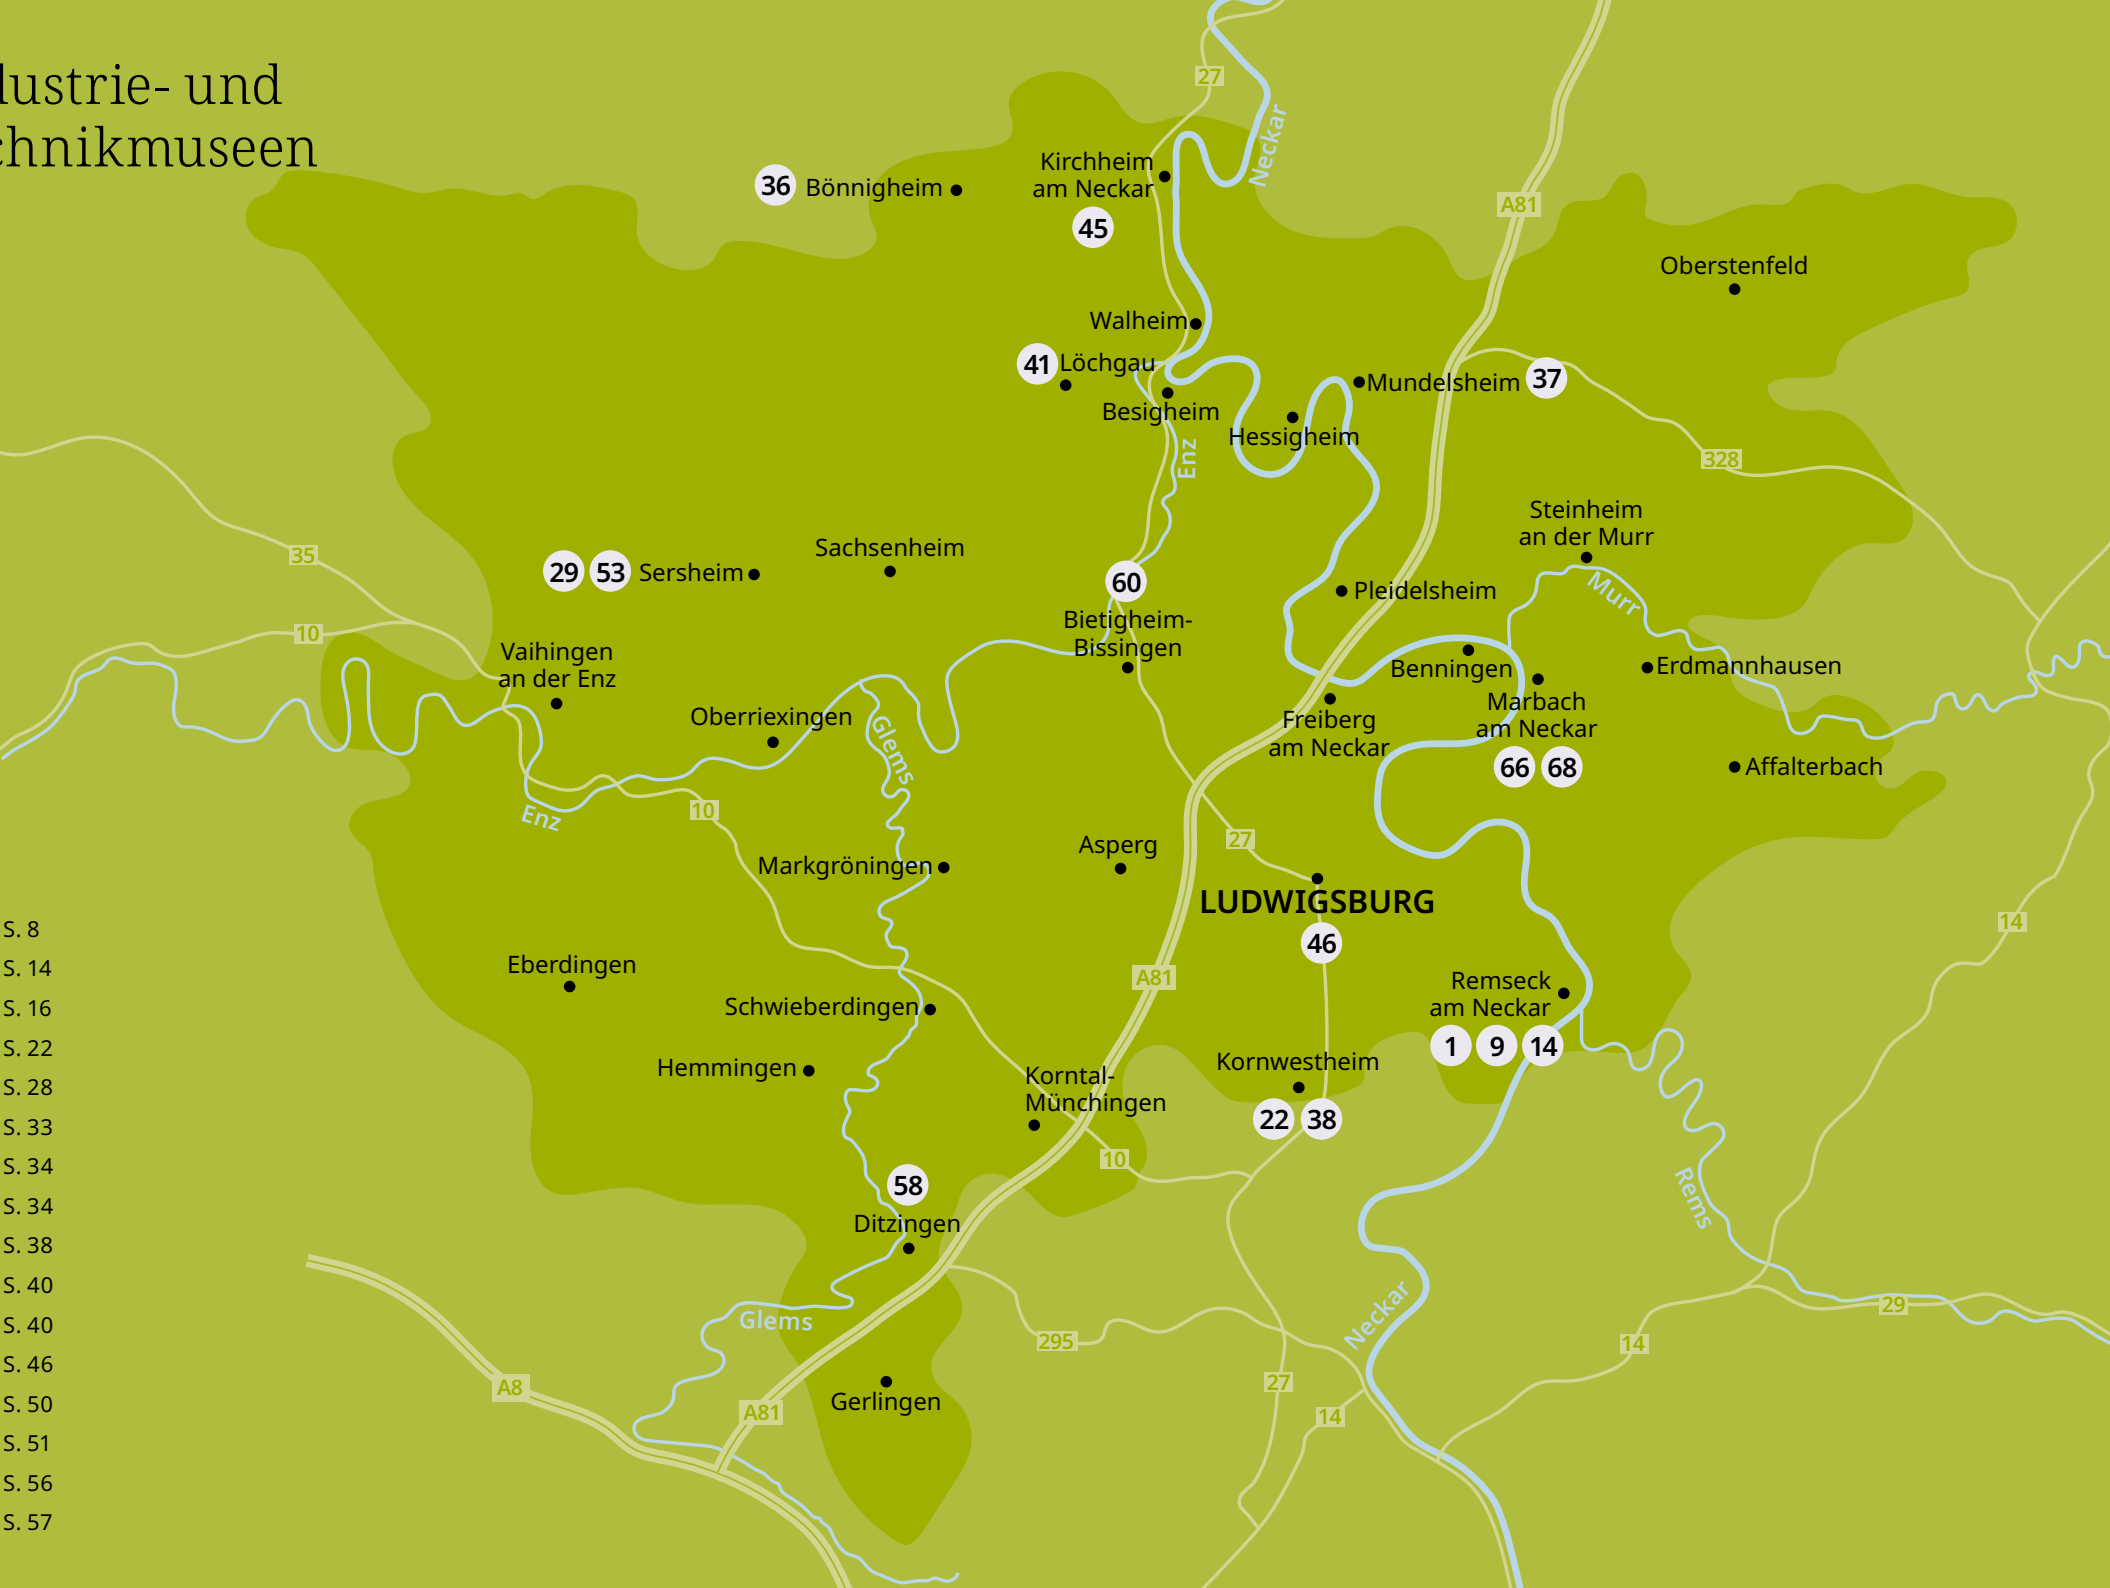 dustrie- und
chnikmuseen
27
Neckar
Kirchheim
am Neckar
36 Bönnigheim
45
A81
Oberstenfeld
Walheim
41 Löchgau
Besigheim
Mundelsheim 37
Hessigheim
Enz
328
Steinheim
an der Murr
35
Sachsenheim
29 53 Sersheim
60
Murr
Pleidelsheim
10
Bietigheim-
Bissingen
Vaihingen
an der Enz
Benningen
Erdmannhausen
Marbach
am Neckar
66 68
Oberriexingen
Glems
Freiberg
am Neckar
Affalterbach
Enz
10
27
Asperg
Markgröningen
LUDWIGSBURG
46
14
S. 8
S. 14
S. 16
S. 22
S. 28
S. 33
S. 34
S. 34
S. 38
S. 40
S. 40
S. 46
S. 50
S. 51
S. 56
S. 57
Eberdingen
A81
Remseck
am Neckar
1 9 14
Schwieberdingen
Hemmingen
Kornwestheim
22 38
Korntal-
Münchingen
10
58
Ditzingen
Rems
Glems
Neckar
29
295
14
A8
27
Gerlingen
A81
14